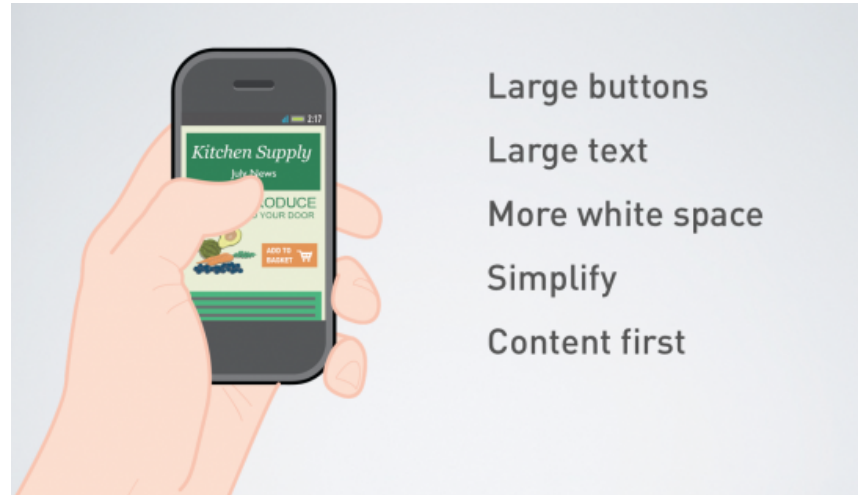 2:17
Kitchen Supply
July News
ODUCE
YOUR DOOR
ADD TO
BASKET
Large buttons
Large text
More white space
Simplify
Content first